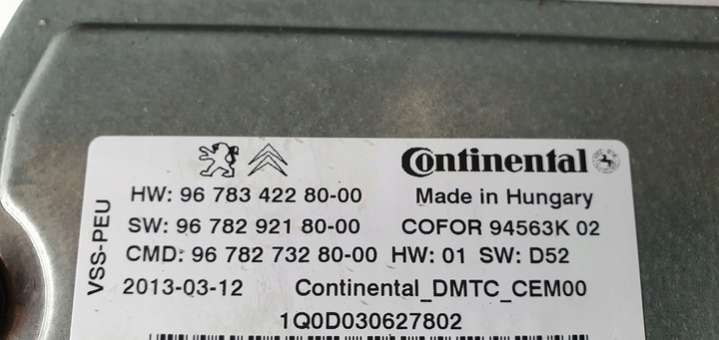 Continental
HW: 96 783 422 80-00 Made in Hungary
SW: 96 782 921 80-00 COFOR 94563K 02
CMD: 96 782 732 80-00 HW: 01 SW: D52
2013-03-12 Continental_DMTC_CEM00
1Q0D030627802
VSS-PEU